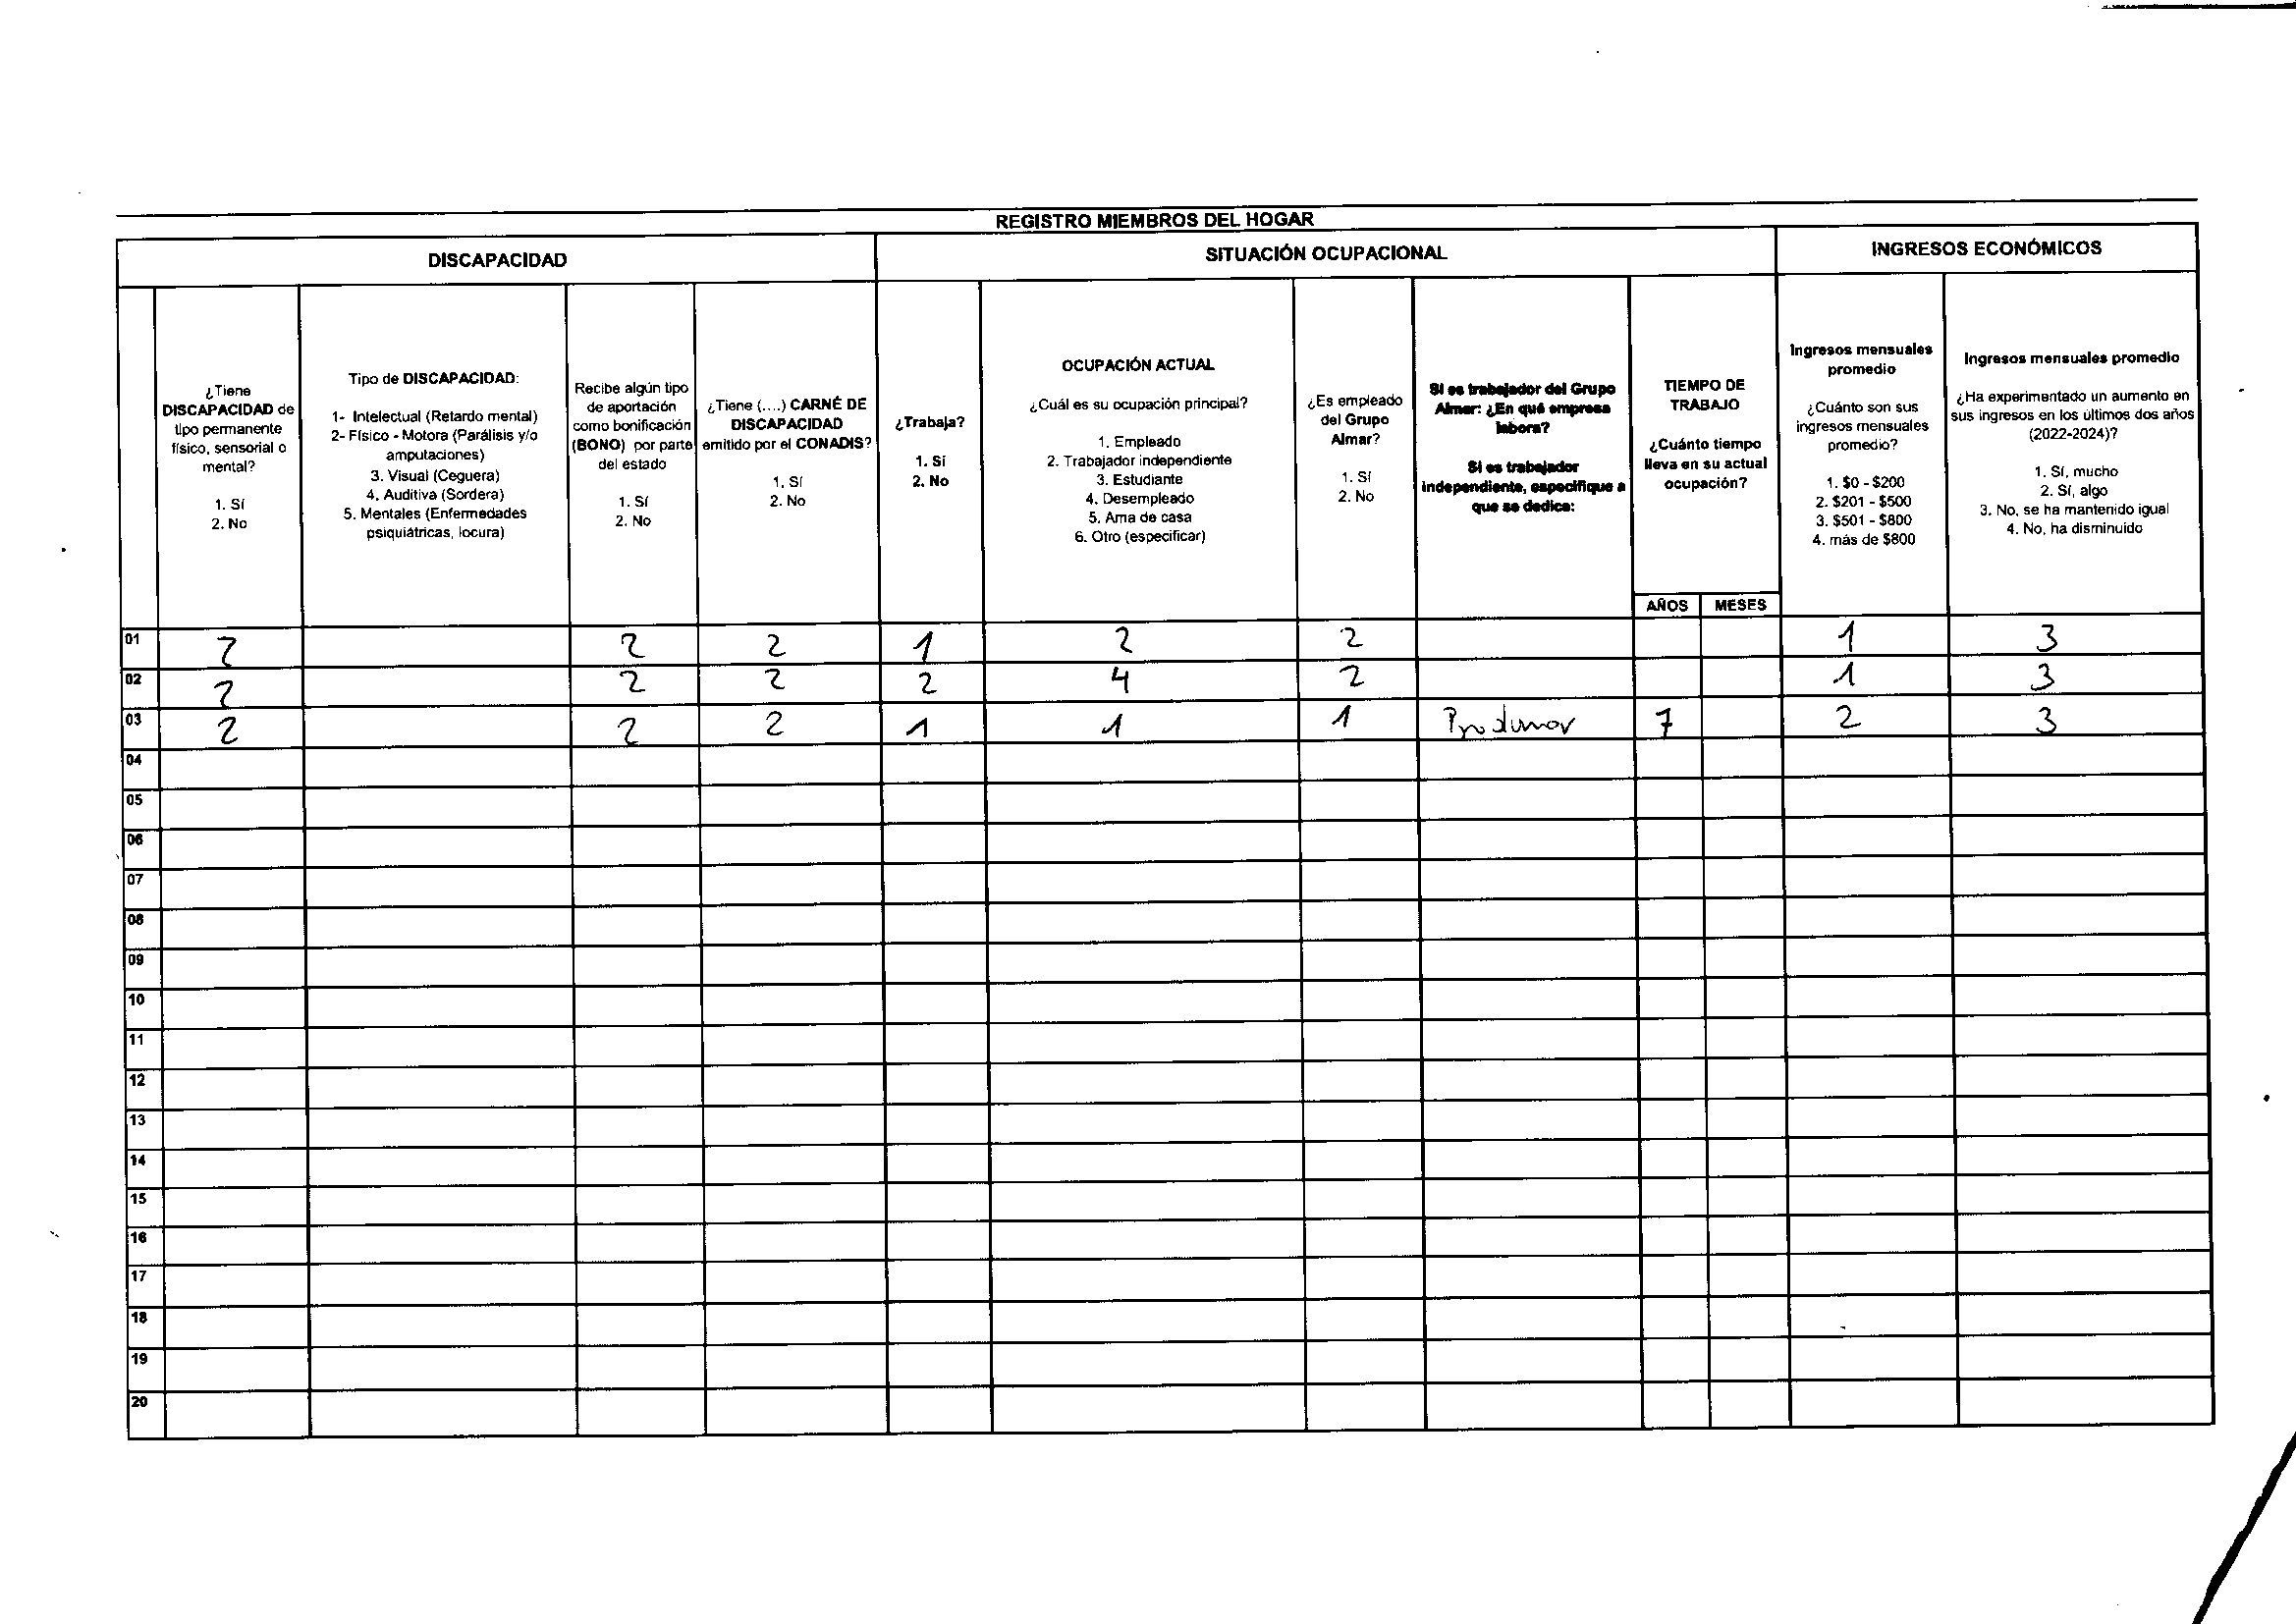 REGISTRO MIEMBROS DEL HOGAR
DISCAPACIDAD
SITUACIÓN OCUPACIONAL
INGRESOS ECONÓMICOS
¿Tiene
DISCAPACIDAD de
tipo permanente
físico, sensorial o
mental?
1. Sí
2. No
Tipo de DISCAPACIDAD:
1- Intelectual (Retardo mental)
2- Físico - Motora (Parálisis y/o
amputaciones)
3. Visual (Ceguera)
4. Auditiva (Sordera)
5. Mentales (Enfermedades
psiquiátricas, locura)
Recibe algún tipo
de aportación
como bonificación
(BONO) por parte
del estado
1. Sí
2. No
¿Tiene (....) CARNÉ DE
DISCAPACIDAD
emitido por el CONADIS?
1. Sí
2. No
¿Trabaja?
1. Sí
2. No
OCUPACIÓN ACTUAL
¿Cuál es su ocupación principal?
1. Empleado
2. Trabajador independiente
3. Estudiante
4. Desempleado
5. Ama de casa
6. Otro (especificar)
¿Es empleado
del Grupo
Almar?
1. Sí
2. No
Si es trabajador del Grupo
Almar: ¿En qué empresa
labora?
Si es trabajador
independiente, especifique a
que se dedica:
TIEMPO DE
TRABAJO
¿Cuánto tiempo
lleva en su actual
ocupación?
AÑOS MESES
Ingresos mensuales
promedio
¿Cuánto son sus
ingresos mensuales
promedio?
1. $0 - $200
2. $201 - $500
3. $501 - $800
4. más de $800
Ingresos mensuales promedio
¿Ha experimentado un aumento en
sus ingresos en los últimos dos años
(2022-2024)?
1. Sí, mucho
2. Sí, algo
3. No, se ha mantenido igual
4. No, ha disminuido
01 2 2 2 1 2 2 1 3
02 2 2 2 2 4 2 1 3
03 2 2 2 1 1 1 Produmar 7 2 3
04
05
06
07
08
09
10
11
12
13
14
15
16
17
18
19
20